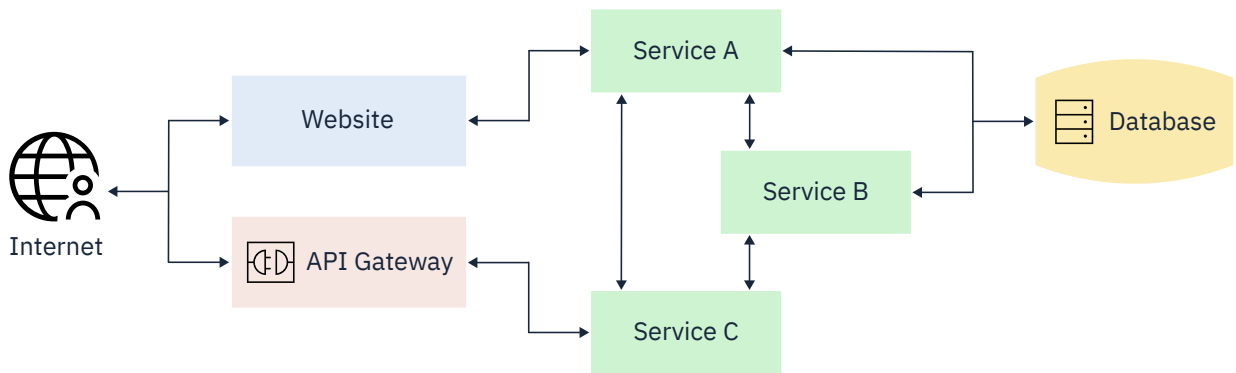 Service A
Website
Database
Service B
Internet
API Gateway
Service C